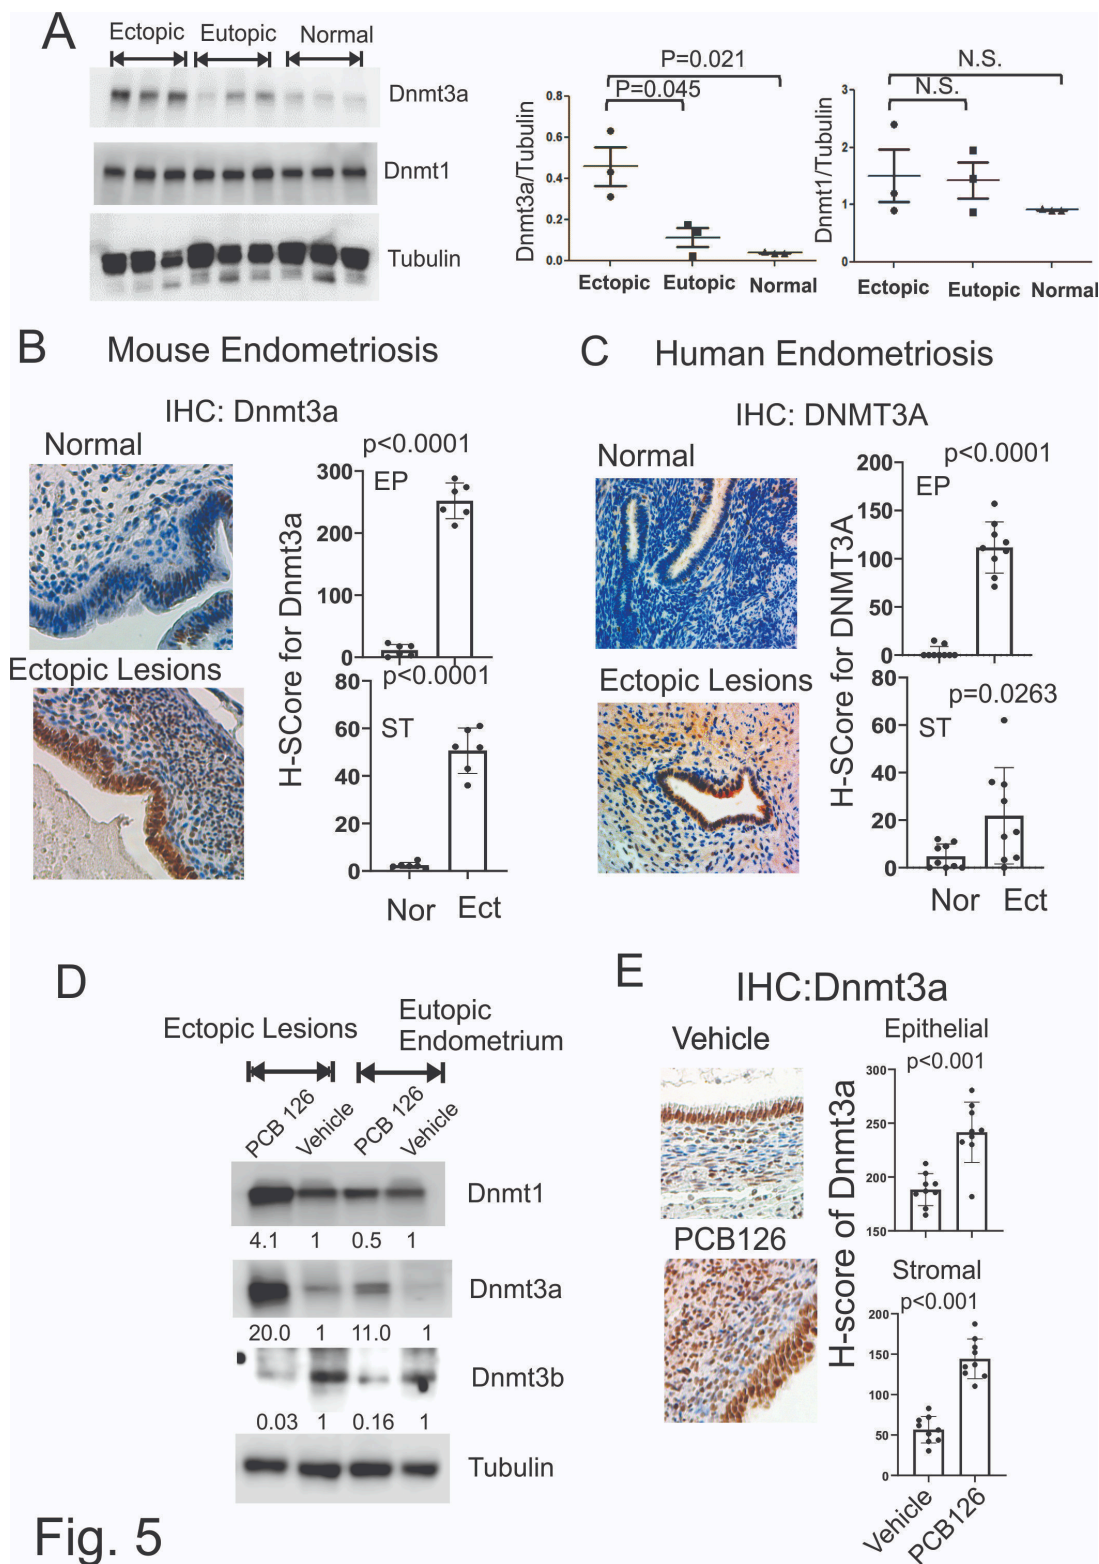 A
Ectopic Eutopic Normal
Dnmt3a
Dnmt1
Tubulin
P=0.021
P=0.045
Dnmt3a/Tubulin
0.6
0.4
0.2
0.0
Ectopic Eutopic Normal
N.S.
N.S.
Dnmt1/Tubulin
3
2
1
0
Ectopic Eutopic Normal
B Mouse Endometriosis
IHC: Dnmt3a
Normal
Ectopic Lesions
H-SCore for Dnmt3a
p<0.0001
EP
300
200
100
0
p<0.0001
ST
80
60
40
20
0
Nor Ect
C Human Endometriosis
IHC: DNMT3A
Normal
Ectopic Lesions
H-SCore for DNMT3A
p<0.0001
EP
200
150
100
50
0
p=0.0263
ST
80
60
40
20
0
Nor Ect
D
Ectopic Lesions
Eutopic
Endometrium
PCB 126 Vehicle PCB 126 Vehicle
Dnmt1
4.1 1 0.5 1
Dnmt3a
20.0 1 11.0 1
Dnmt3b
0.03 1 0.16 1
Tubulin
E
IHC:Dnmt3a
Vehicle
PCB126
H-score of Dnmt3a
Epithelial
p<0.001
300
250
200
150
Stromal
p<0.001
200
150
100
50
0
Vehicle PCB126
Fig. 5